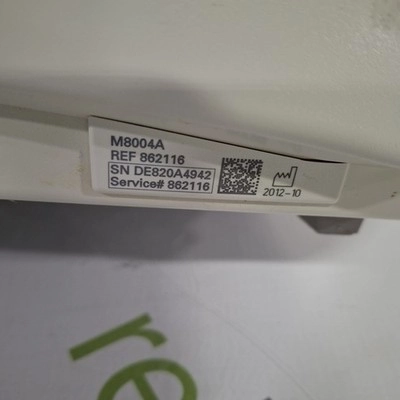 M8004A
REF 862116
SN DE820A4942
Service# 862116
2012-10
re